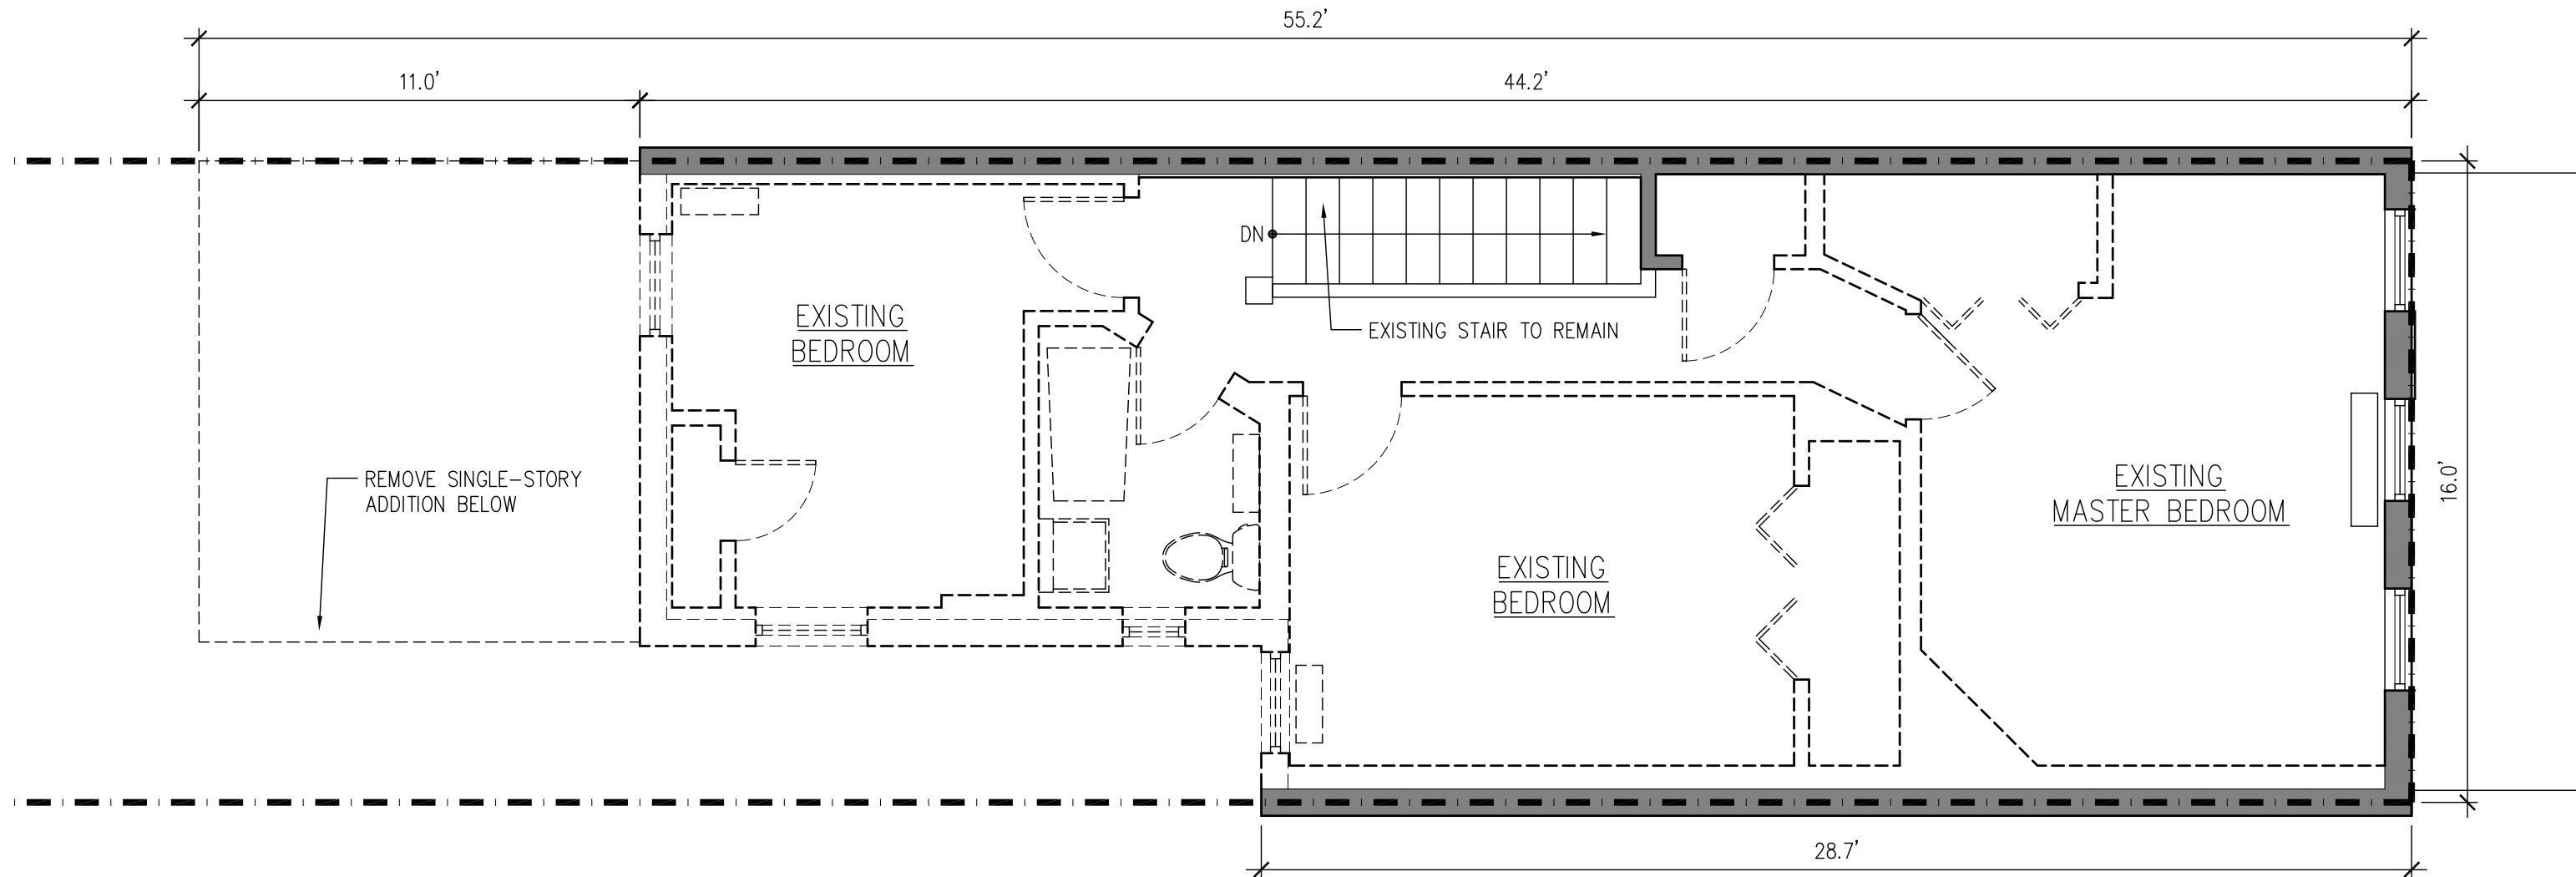 55.2'
11.0'
44.2'
DN
EXISTING
BEDROOM
EXISTING STAIR TO REMAIN
REMOVE SINGLE-STORY
ADDITION BELOW
EXISTING
MASTER BEDROOM
16.0'
EXISTING
BEDROOM
28.7'